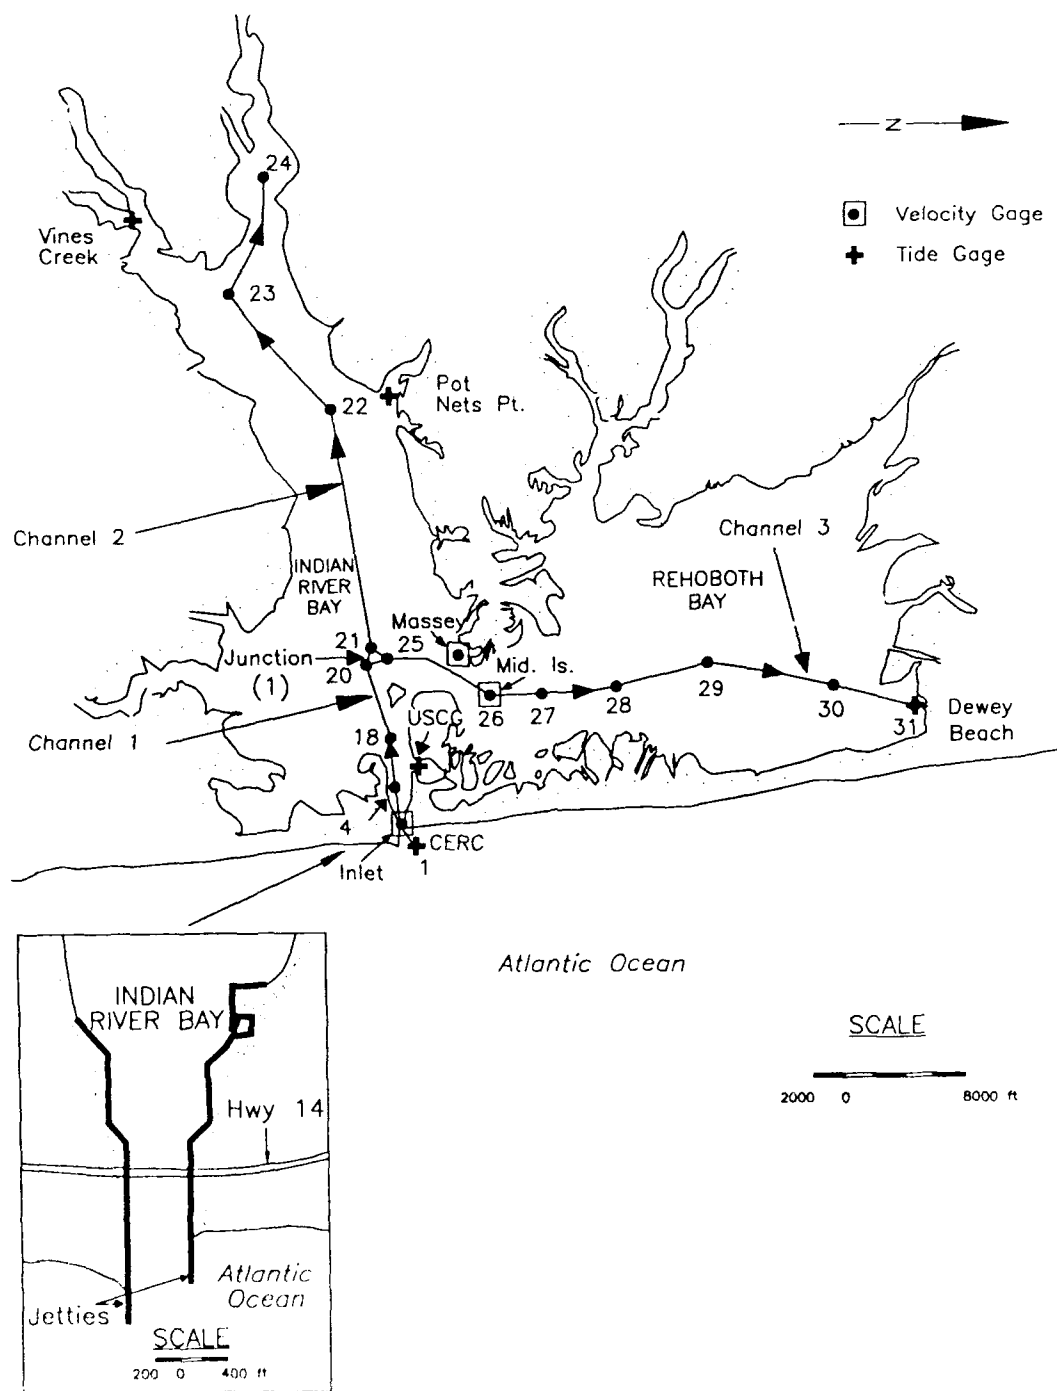 24
N
Velocity Gage
Tide Gage
Vines
Creek
23
Pot
Nets Pt.
22
Channel 2
Channel 3
INDIAN
RIVER
BAY
REHOBOTH
BAY
Massey
21
25
Junction
(1)
20
Mid. Is.
26
27
28
29
30
31
Dewey
Beach
USCG
18
Channel 1
4
CERC
1
Inlet
Atlantic Ocean
INDIAN
RIVER BAY
Hwy 14
Atlantic
Ocean
Jetties
SCALE
200 0 400 ft
SCALE
2000 0 8000 ft